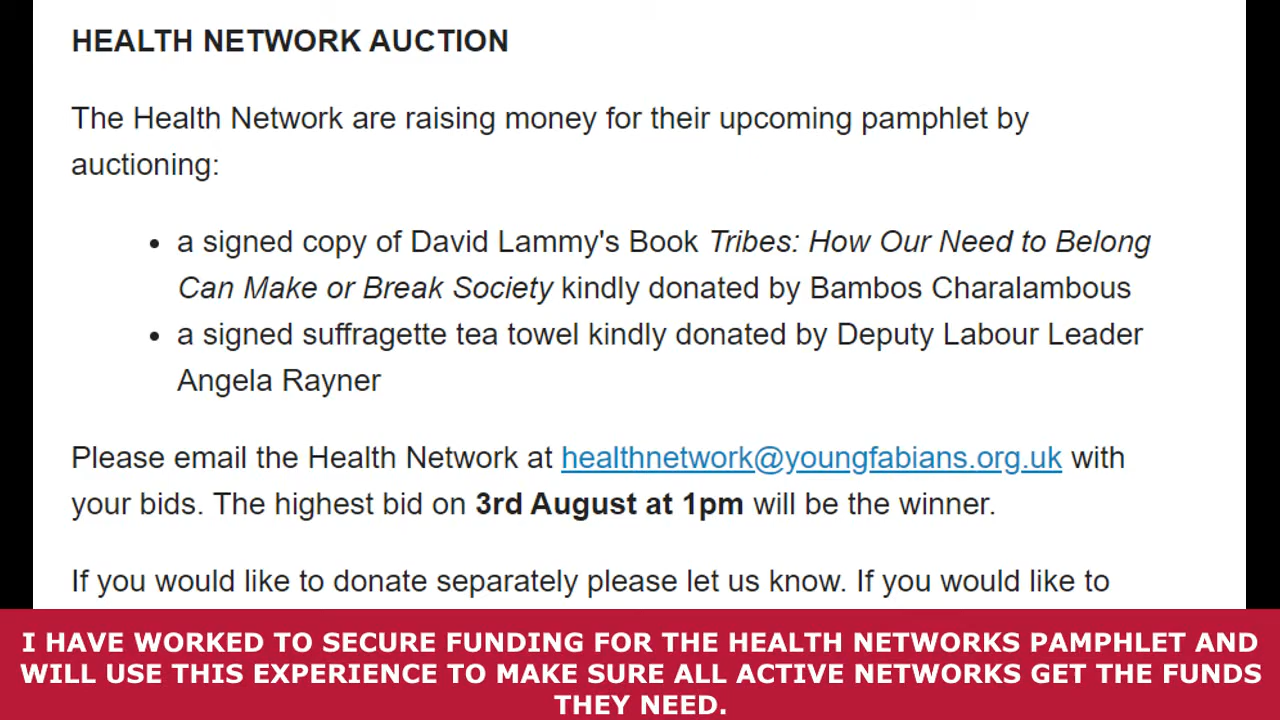 HEALTH NETWORK AUCTION
The Health Network are raising money for their upcoming pamphlet by
auctioning:
• a signed copy of David Lammy's Book Tribes: How Our Need to Belong
Can Make or Break Society kindly donated by Bambos Charalambous
• a signed suffragette tea towel kindly donated by Deputy Labour Leader
Angela Rayner
Please email the Health Network at healthnetwork@youngfabians.org.uk with
your bids. The highest bid on 3rd August at 1pm will be the winner.
If you would like to donate separately please let us know. If you would like to
I HAVE WORKED TO SECURE FUNDING FOR THE HEALTH NETWORKS PAMPHLET AND
WILL USE THIS EXPERIENCE TO MAKE SURE ALL ACTIVE NETWORKS GET THE FUNDS
THEY NEED.